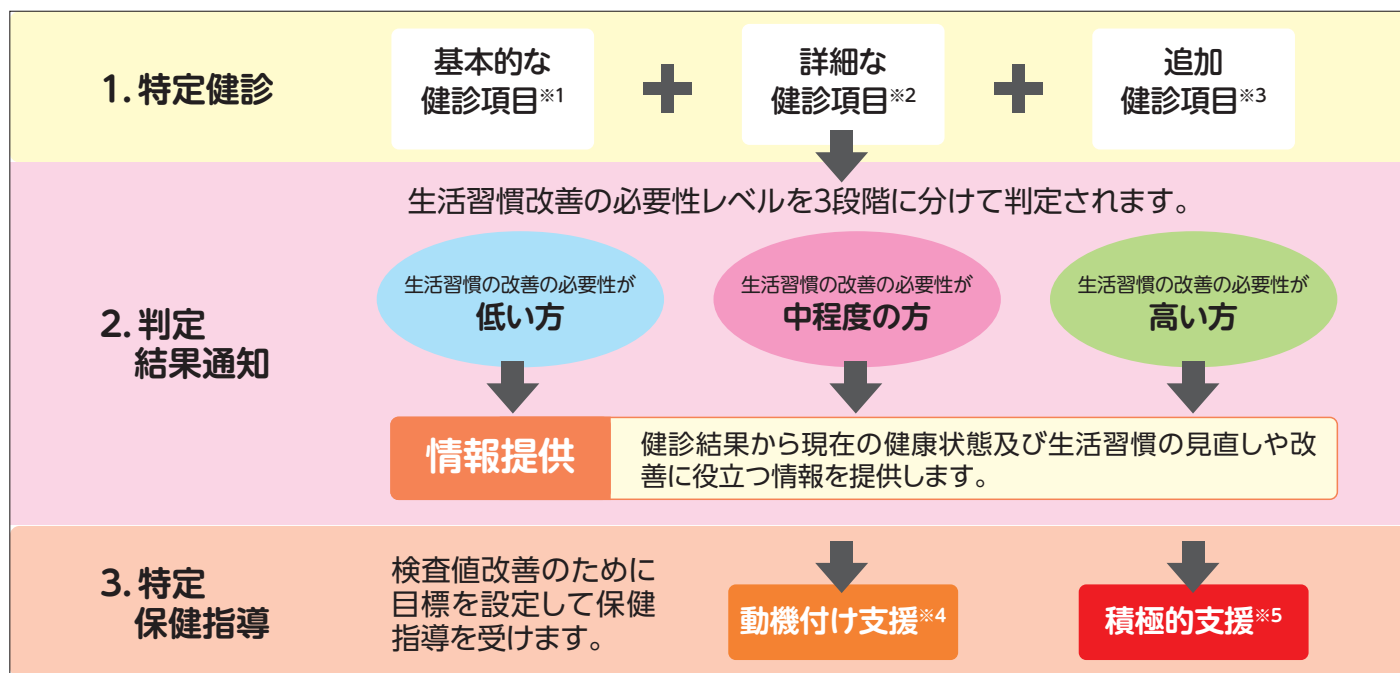 1. 特定健診
基本的な
健診項目※1
詳細な
健診項目※2
追加
健診項目※3
生活習慣改善の必要性レベルを3段階に分けて判定されます。
2. 判定
結果通知
生活習慣の改善の必要性が
低い方
生活習慣の改善の必要性が
中程度の方
生活習慣の改善の必要性が
高い方
情報提供
健診結果から現在の健康状態及び生活習慣の見直しや改
善に役立つ情報を提供します。
3. 特定
保健指導
検査値改善のために
目標を設定して保健
指導を受けます。
動機付け支援※4
積極的支援※5